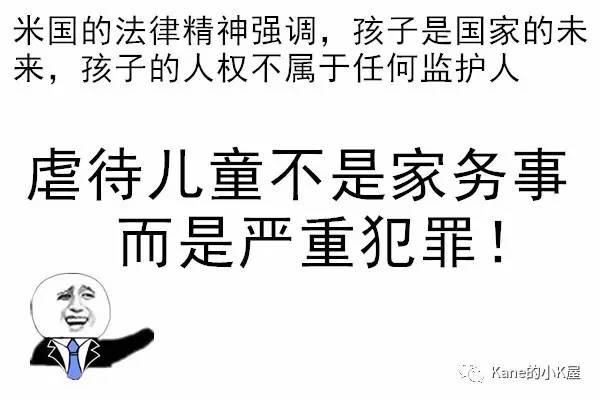 米国的法律精神强调，孩子是国家的未
来，孩子的人权不属于任何监护人
虐待儿童不是家务事
而是严重犯罪！
Kane的小K屋